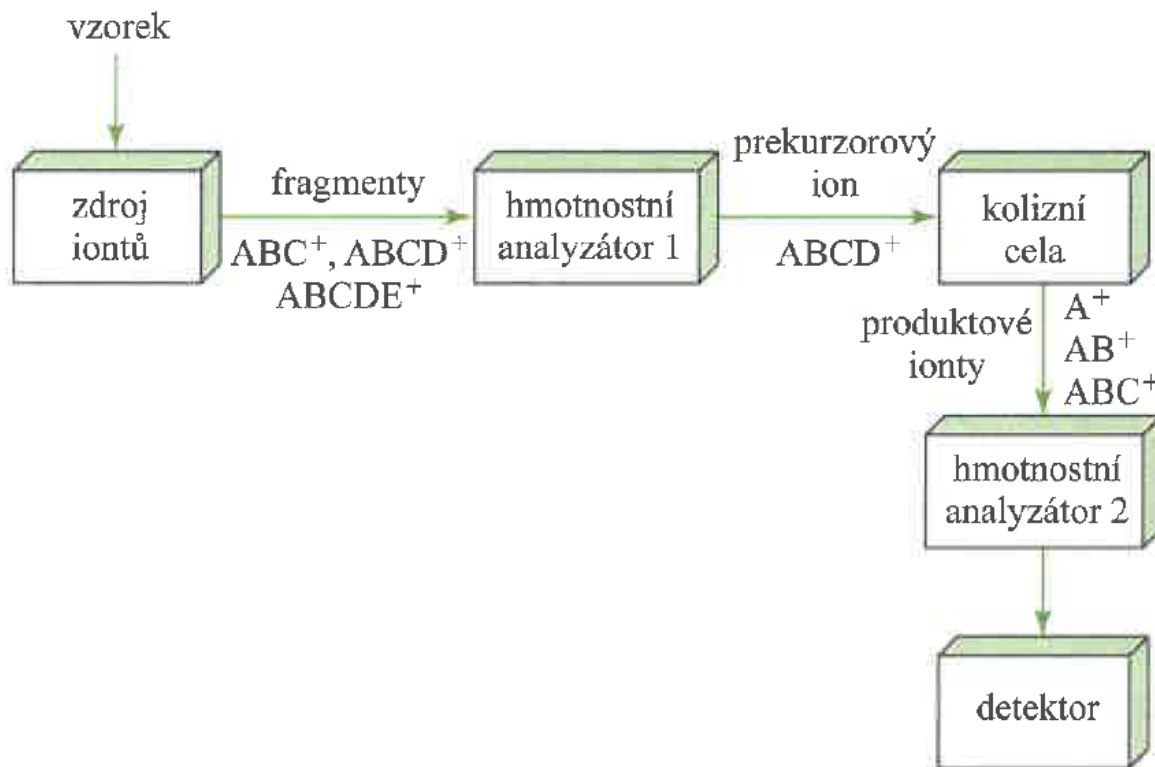 vzorek
zdroj
iontů
fragmenty
ABC⁺, ABCD⁺
ABCDE⁺
hmotnostní
analyzátor 1
prekurzorový
ion
ABCD⁺
kolizní
cela
produktové
ionty
A⁺
AB⁺
ABC⁺
hmotnostní
analyzátor 2
detektor